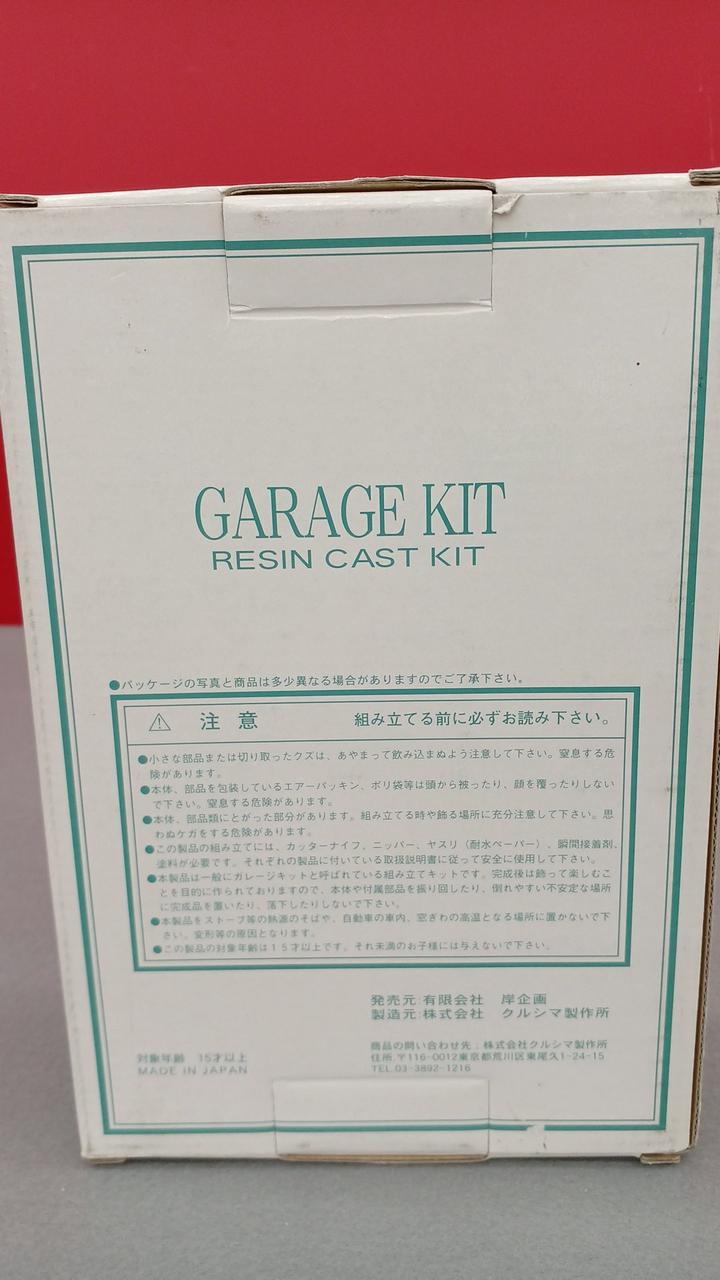 GARAGE KIT
RESIN CAST KIT
●パッケージの写真と商品は多少異なる場合がありますのでご了承下さい。
⚠ 注 意 組み立てる前に必ずお読み下さい。
●小さな部品または切り取ったクズは、あやまって飲み込まぬよう注意して下さい。窒息する危
険があります。
●本体、部品を包装しているエアーパッキン、ポリ袋等は頭から被ったり、顔を覆ったりしない
で下さい。窒息する危険があります。
●本体、部品類にとがった部分があります。組み立てる時や飾る場所に充分注意して下さい。思
わぬケガをする危険があります。
●この製品の組み立てには、カッターナイフ、ニッパー、ヤスリ（耐水ペーパー）、瞬間接着剤、
塗料が必要です。それぞれの製品に付いている取扱説明書に従って安全に使用して下さい。
●本製品は一般にガレージキットと呼ばれている組み立てキットです。完成後は飾って楽しむこ
とを目的に作られておりますので、本体や付属部品を振り回したり、倒れやすい不安定な場所
に完成品を置いたり、落下したりしないで下さい。
●本製品をストーブ等の熱源のそばや、自動車の車内、窓ぎわの高温となる場所に置かないで下
さい。変形等の原因となります。
●この製品の対象年齢は１５才以上です。それ未満のお子様には与えないで下さい。
発売元:有限会社 岸企画
製造元:株式会社 クルシマ製作所
商品の問い合わせ先：株式会社クルシマ製作所
住所.〒116-0012東京都荒川区東尾久1-24-15
TEL.03-3892-1216
対象年齢 15才以上
MADE IN JAPAN